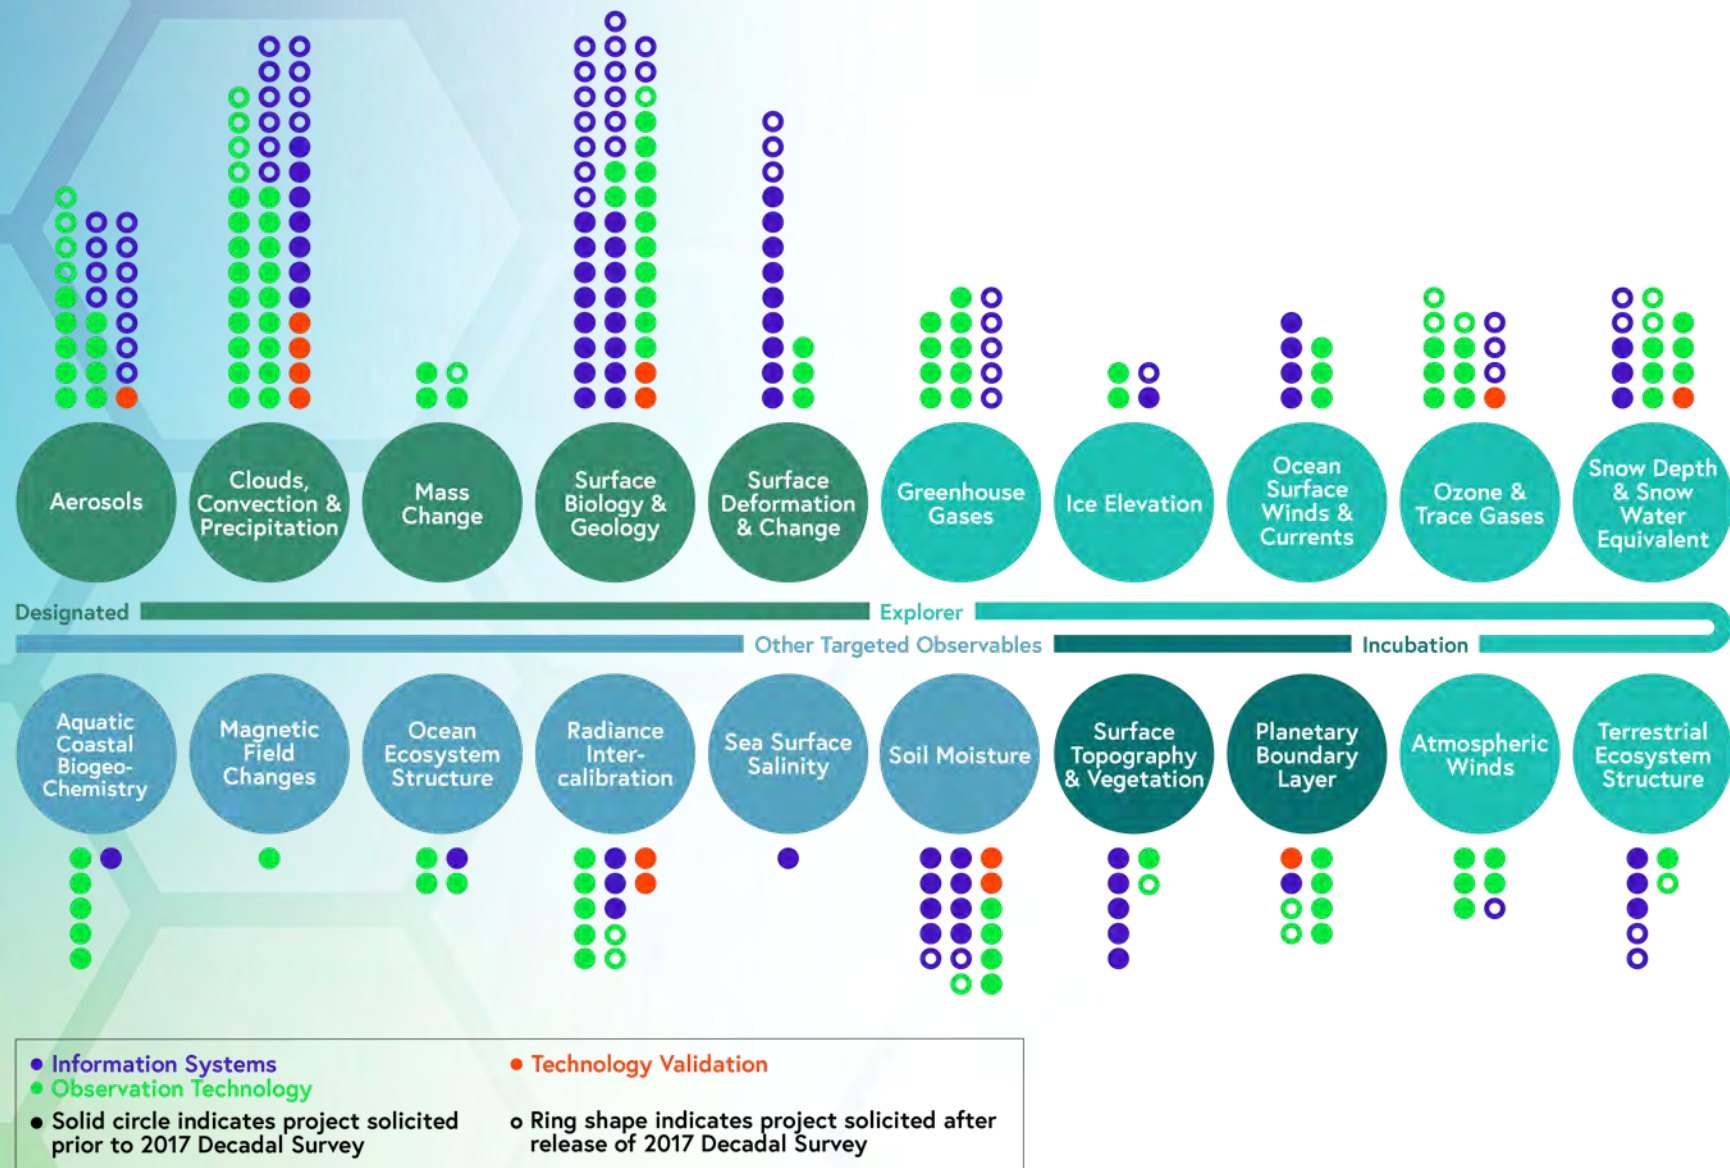 Aerosols
Clouds,
Convection &
Precipitation
Mass
Change
Surface
Biology &
Geology
Surface
Deformation
& Change
Greenhouse
Gases
Ice Elevation
Ocean
Surface
Winds &
Currents
Ozone &
Trace Gases
Snow Depth
& Snow
Water
Equivalent
Designated
Explorer
Other Targeted Observables
Incubation
Aquatic
Coastal
Biogeo-
Chemistry
Magnetic
Field
Changes
Ocean
Ecosystem
Structure
Radiance
Inter-
calibration
Sea Surface
Salinity
Soil Moisture
Surface
Topography
& Vegetation
Planetary
Boundary
Layer
Atmospheric
Winds
Terrestrial
Ecosystem
Structure
Information Systems
Technology Validation
Observation Technology
Solid circle indicates project solicited
prior to 2017 Decadal Survey
Ring shape indicates project solicited after
release of 2017 Decadal Survey